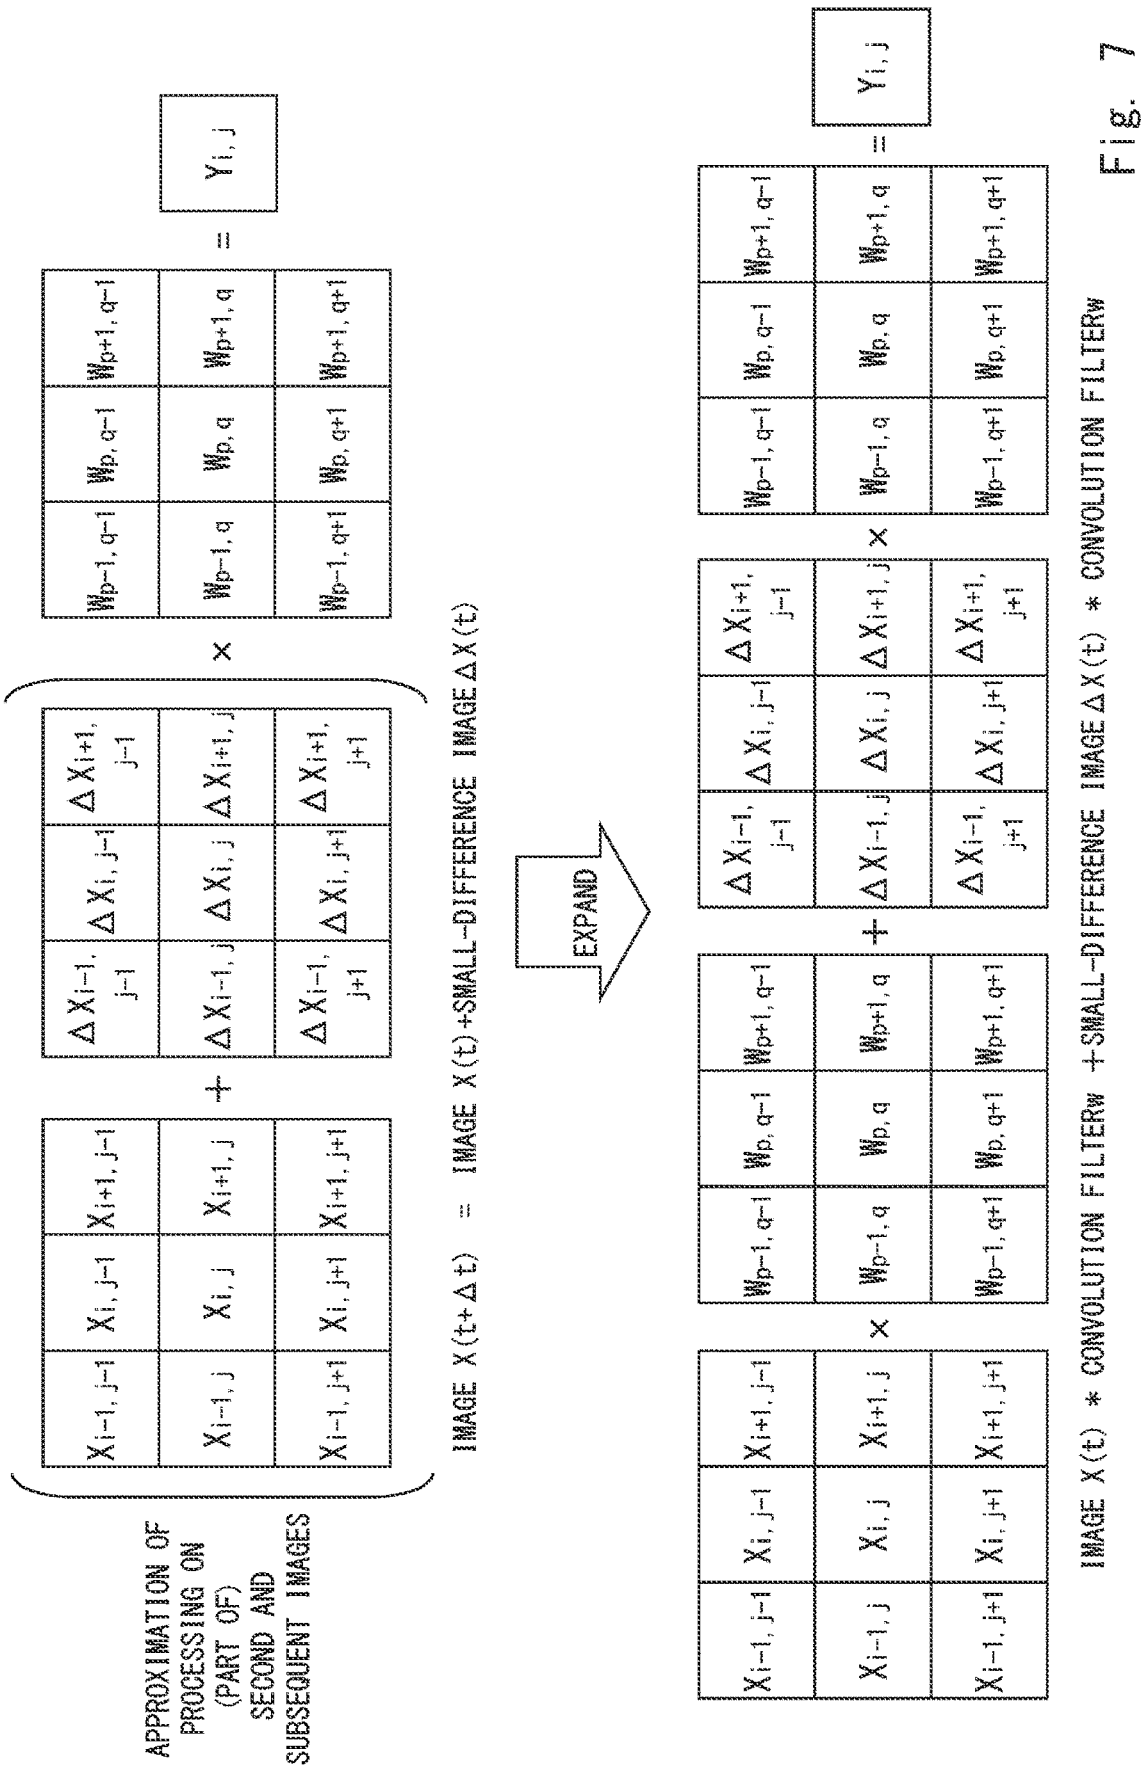 APPROXIMATION OF
PROCESSING ON
(PART OF)
SECOND AND
SUBSEQUENT IMAGES
Xi-1, j-1 Xi, j-1 Xi+1, j-1
Xi-1, j Xi, j Xi+1, j
Xi-1, j+1 Xi, j+1 Xi+1, j+1
+
ΔXi-1, j-1 ΔXi, j-1 ΔXi+1, j-1
ΔXi-1, j ΔXi, j ΔXi+1, j
ΔXi-1, j+1 ΔXi, j+1 ΔXi+1, j+1
×
Wp-1, q-1 Wp, q-1 Wp+1, q-1
Wp-1, q Wp, q Wp+1, q
Wp-1, q+1 Wp, q+1 Wp+1, q+1
=
Yi, j
IMAGE X(t+Δt) = IMAGE X(t)+SMALL-DIFFERENCE IMAGEΔX(t)
EXPAND
Xi-1, j-1 Xi, j-1 Xi+1, j-1
Xi-1, j Xi, j Xi+1, j
Xi-1, j+1 Xi, j+1 Xi+1, j+1
×
Wp-1, q-1 Wp, q-1 Wp+1, q-1
Wp-1, q Wp, q Wp+1, q
Wp-1, q+1 Wp, q+1 Wp+1, q+1
+
ΔXi-1, j-1 ΔXi, j-1 ΔXi+1, j-1
ΔXi-1, j ΔXi, j ΔXi+1, j
ΔXi-1, j+1 ΔXi, j+1 ΔXi+1, j+1
×
Wp-1, q-1 Wp, q-1 Wp+1, q-1
Wp-1, q Wp, q Wp+1, q
Wp-1, q+1 Wp, q+1 Wp+1, q+1
=
Yi, j
IMAGE X(t) * CONVOLUTION FILTERw +SMALL-DIFFERENCE IMAGEΔX(t) * CONVOLUTION FILTERw
Fig. 7